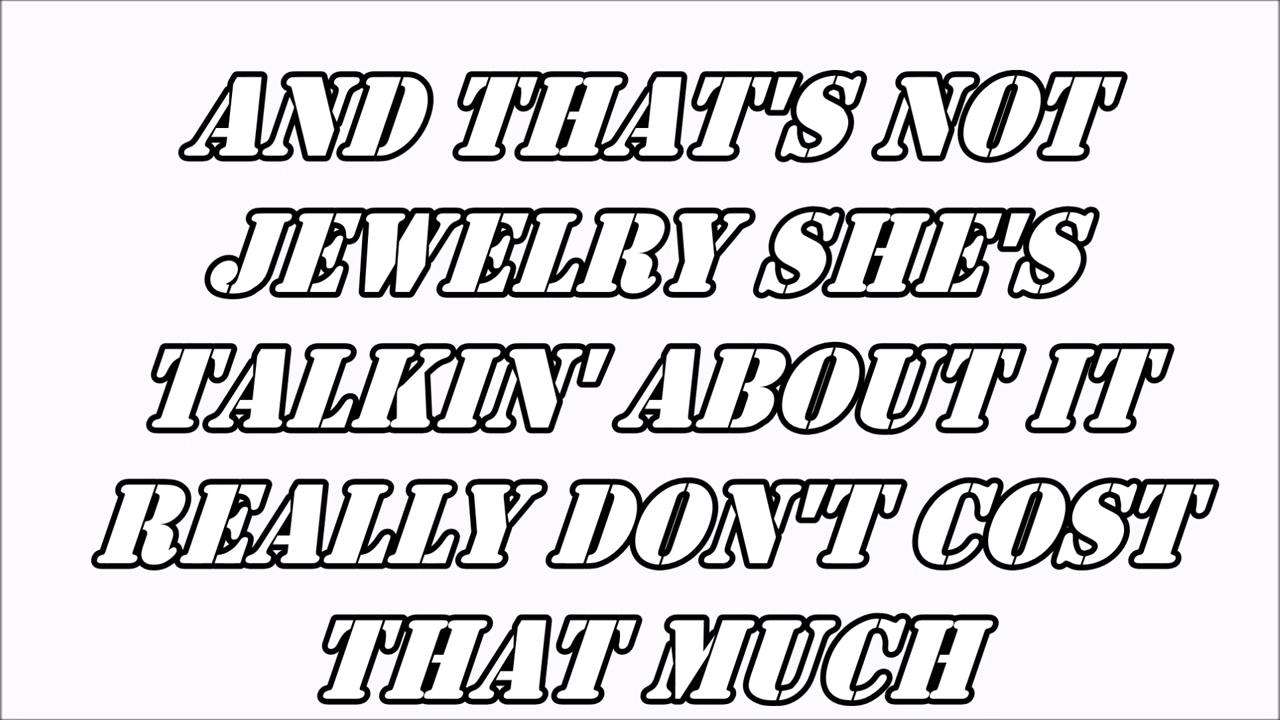 AND THAT'S NOT
JEWELRY SHE'S
TALKIN' ABOUT IT
REALLY DON'T COST
THAT MUCH